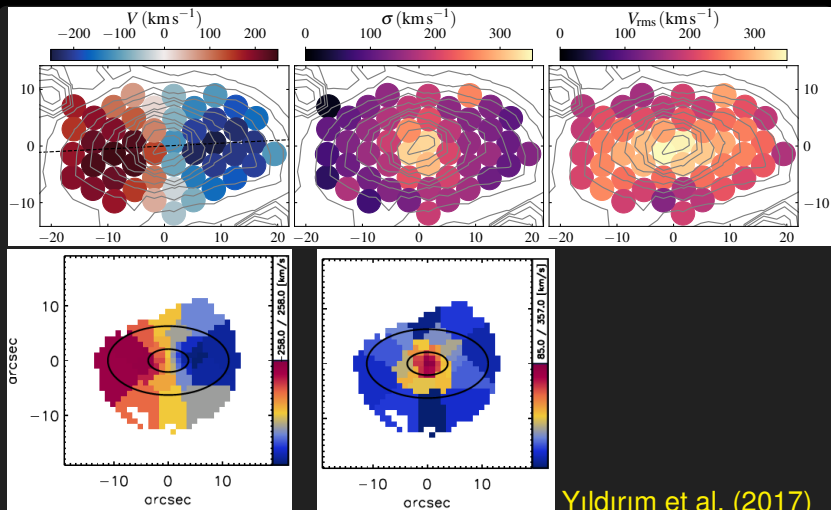 V (km s⁻¹) σ (km s⁻¹) V_rms (km s⁻¹)
−200 −100 0 100 200 0 100 200 300 0 100 200 300
10 10
0 0
−10 −10
−20 −10 0 10 20 −20 −10 0 10 20 −20 −10 0 10 20
258.0 / 258.0 [km/s] 85.0 / 357.0 [km/s]
10
0
−10
arcsec
−10 0 10 −10 0 10
arcsec arcsec
Yıldırım et al. (2017)